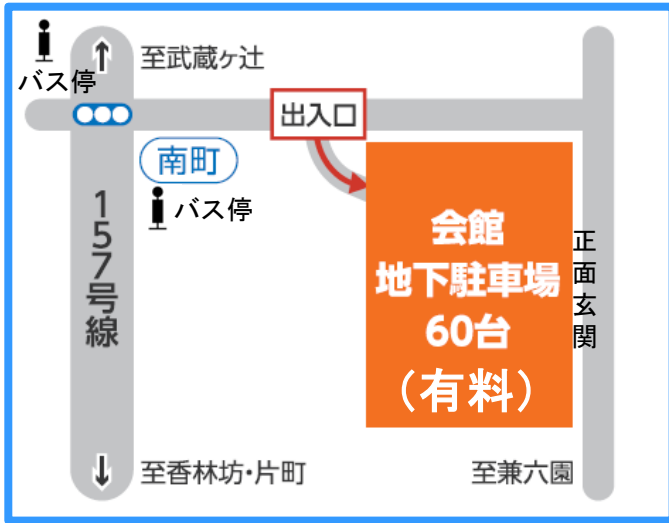 至武蔵ヶ辻
バス停
出入口
南町
バス停
157号線
会館
地下駐車場
60台
（有料）
正面玄関
至香林坊・片町
至兼六園